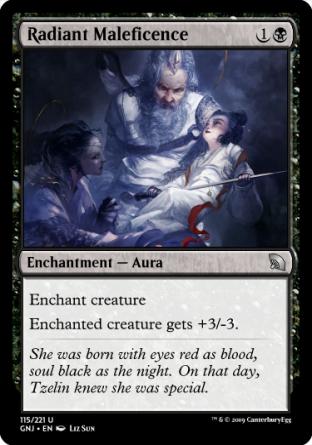 Radiant Maleficence 1
Enchantment — Aura
Enchant creature
Enchanted creature gets +3/-3.
She was born with eyes red as blood,
soul black as the night. On that day,
Tzelin knew she was special.
115/221 U
GNJ • EN Liz Sun
™ & © 2019 CanterburyEgg